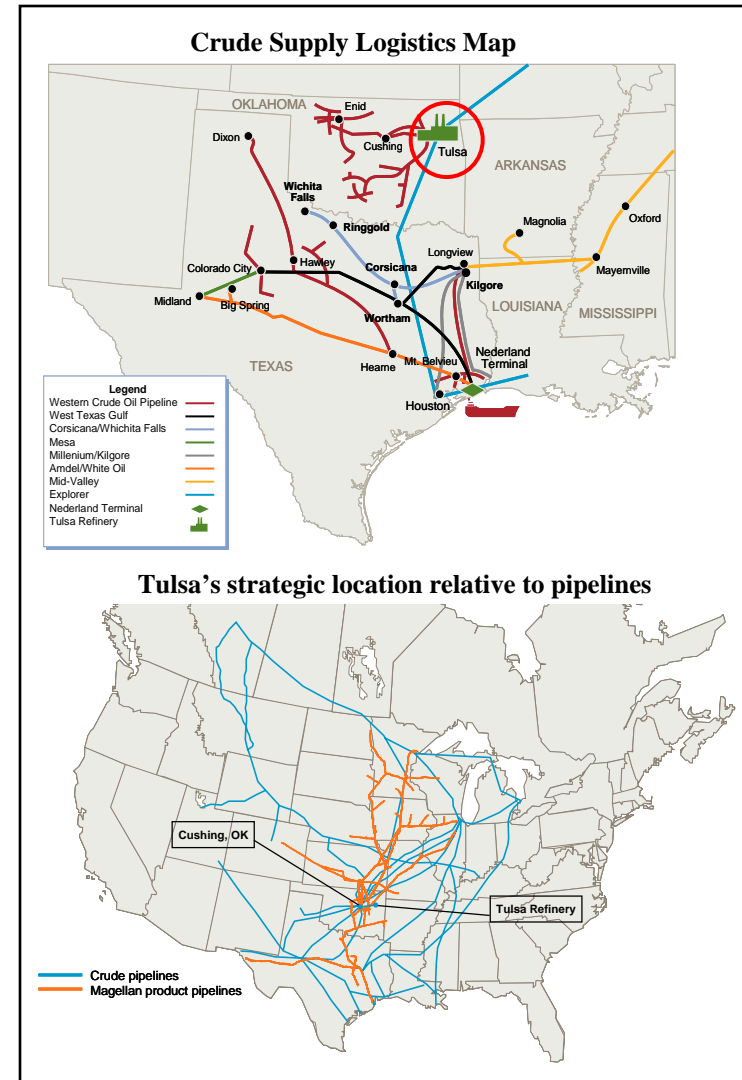 Crude Supply Logistics Map
OKLAHOMA
Enid
Dixon
Cushing
Tulsa
ARKANSAS
Wichita
Falls
Ringgold
Magnolia
Oxford
Longview
Colorado City
Hawley
Corsicana
Kilgore
Mayernville
Midland
Big Spring
Wortham
LOUISIANA
MISSISSIPPI
TEXAS
Hearne
Mt. Belvieu
Nederland
Terminal
Houston
Legend
Western Crude Oil Pipeline
West Texas Gulf
Corsicana/Whichita Falls
Mesa
Millenium/Kilgore
Amdel/White Oil
Mid-Valley
Explorer
Nederland Terminal
Tulsa Refinery
Tulsa's strategic location relative to pipelines
Cushing, OK
Tulsa Refinery
Crude pipelines
Magellan product pipelines